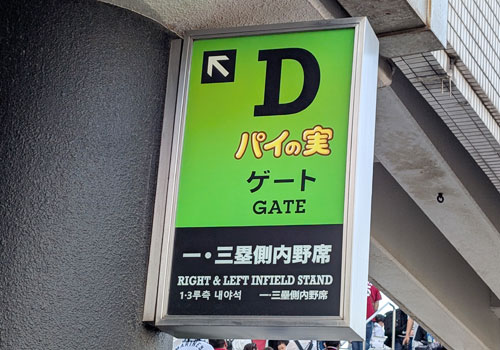 D
パイの実
ゲート
GATE
一・三塁側内野席
RIGHT & LEFT INFIELD STAND
1·3루측 내야석 一·三塁側内野席